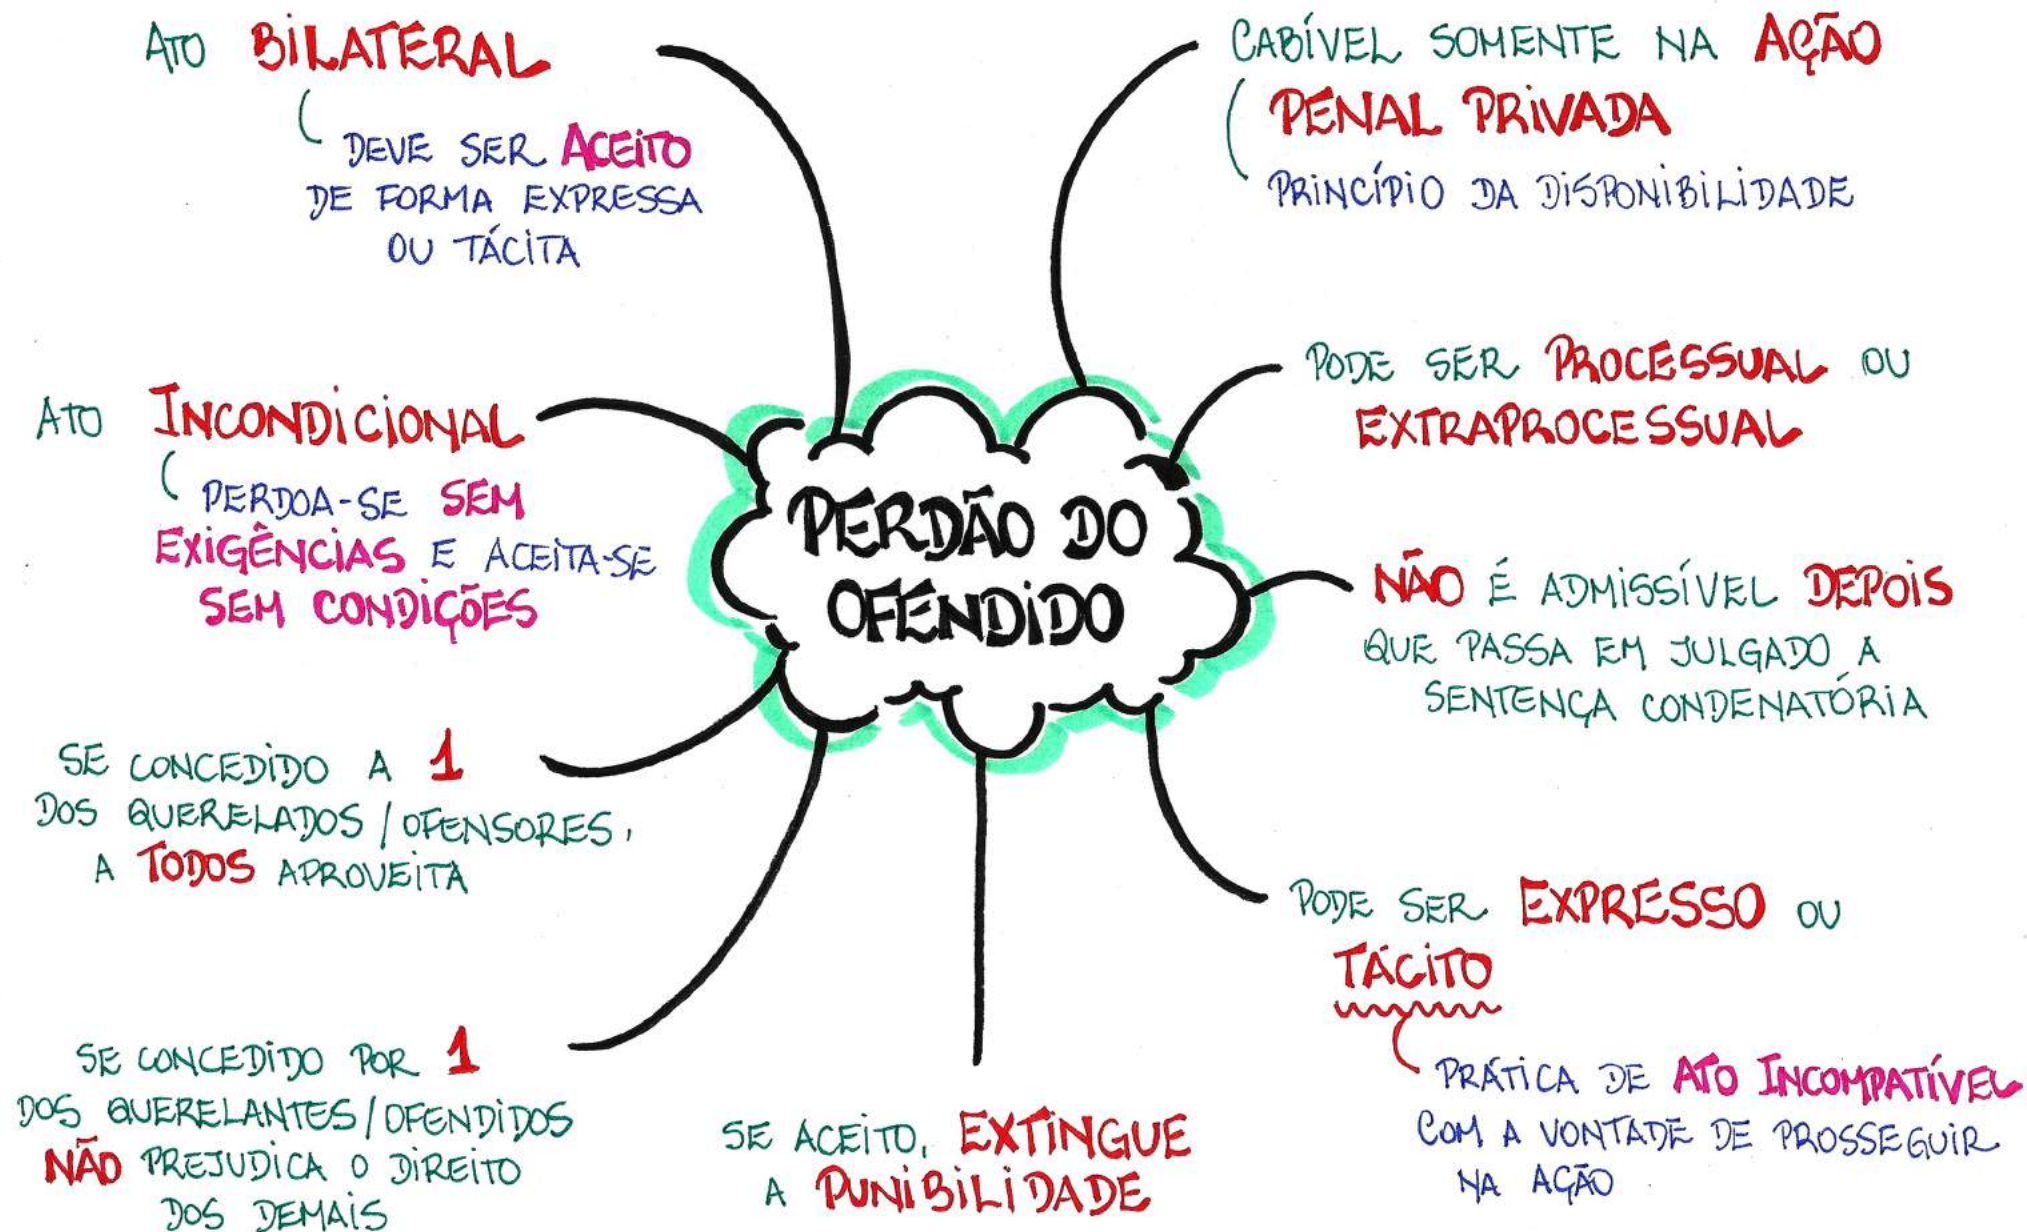 PERDÃO DO
OFENDIDO
CABÍVEL SOMENTE NA AÇÃO
PENAL PRIVADA
PRINCÍPIO DA DISPONIBILIDADE
PODE SER PROCESSUAL OU
EXTRAPROCESSUAL
NÃO É ADMISSÍVEL DEPOIS
QUE PASSA EM JULGADO A
SENTENÇA CONDENATÓRIA
PODE SER EXPRESSO OU
TÁCITO
PRÁTICA DE ATO INCOMPATÍVEL
COM A VONTADE DE PROSSEGUIR
NA AÇÃO
SE ACEITO, EXTINGUE
A PUNIBILIDADE
SE CONCEDIDO POR 1
DOS QUERELANTES/OFENDIDOS
NÃO PREJUDICA O DIREITO
DOS DEMAIS
SE CONCEDIDO A 1
DOS QUERELADOS/OFENSORES,
A TODOS APROVEITA
ATO INCONDICIONAL
PERDOA-SE SEM
EXIGÊNCIAS E ACEITA-SE
SEM CONDIÇÕES
ATO BILATERAL
DEVE SER ACEITO
DE FORMA EXPRESSA
OU TÁCITA